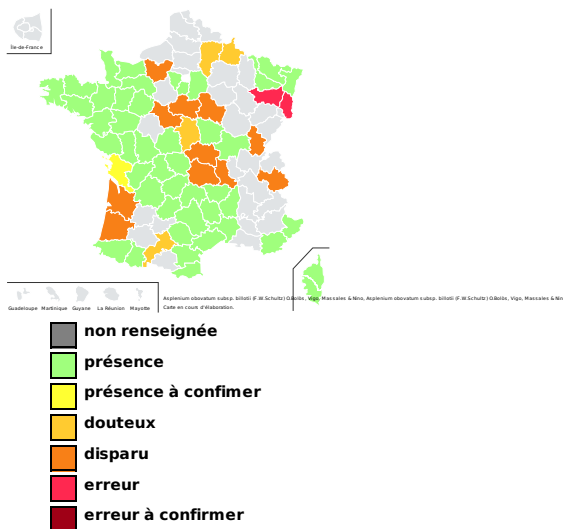 Île-de-France
Guadeloupe Martinique Guyane La Réunion Mayotte
Asplenium obovatum subsp. billotii (F.W.Schultz) O.Bolòs, Vigo, Massales & Nino, Asplenium obovatum subsp. billotii (F.W.Schultz) O.Bolòs, Vigo, Massales & Nin
Carte en cours d'élaboration.
non renseignée
présence
présence à confimer
douteux
disparu
erreur
erreur à confirmer